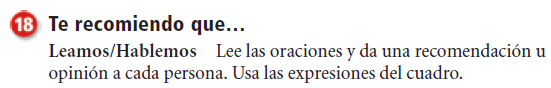 18 Te recomiendo que...
Leamos/Hablemos Lee las oraciones y da una recomendación u
opinión a cada persona. Usa las expresiones del cuadro.